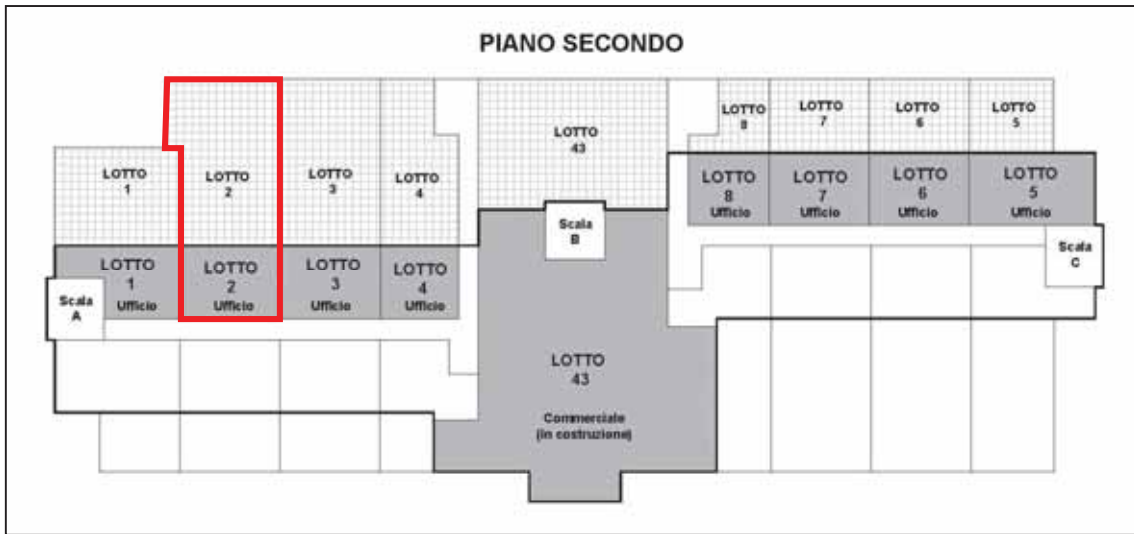 PIANO SECONDO
LOTTO
1
LOTTO
2
LOTTO
3
LOTTO
4
LOTTO
43
LOTTO
8
LOTTO
7
LOTTO
6
LOTTO
5
LOTTO
8
Ufficio
LOTTO
7
Ufficio
LOTTO
6
Ufficio
LOTTO
5
Ufficio
Scala
B
Scala
C
LOTTO
1
Ufficio
LOTTO
2
Ufficio
LOTTO
3
Ufficio
LOTTO
4
Ufficio
Scala
A
LOTTO
43
Commerciale
(in costruzione)